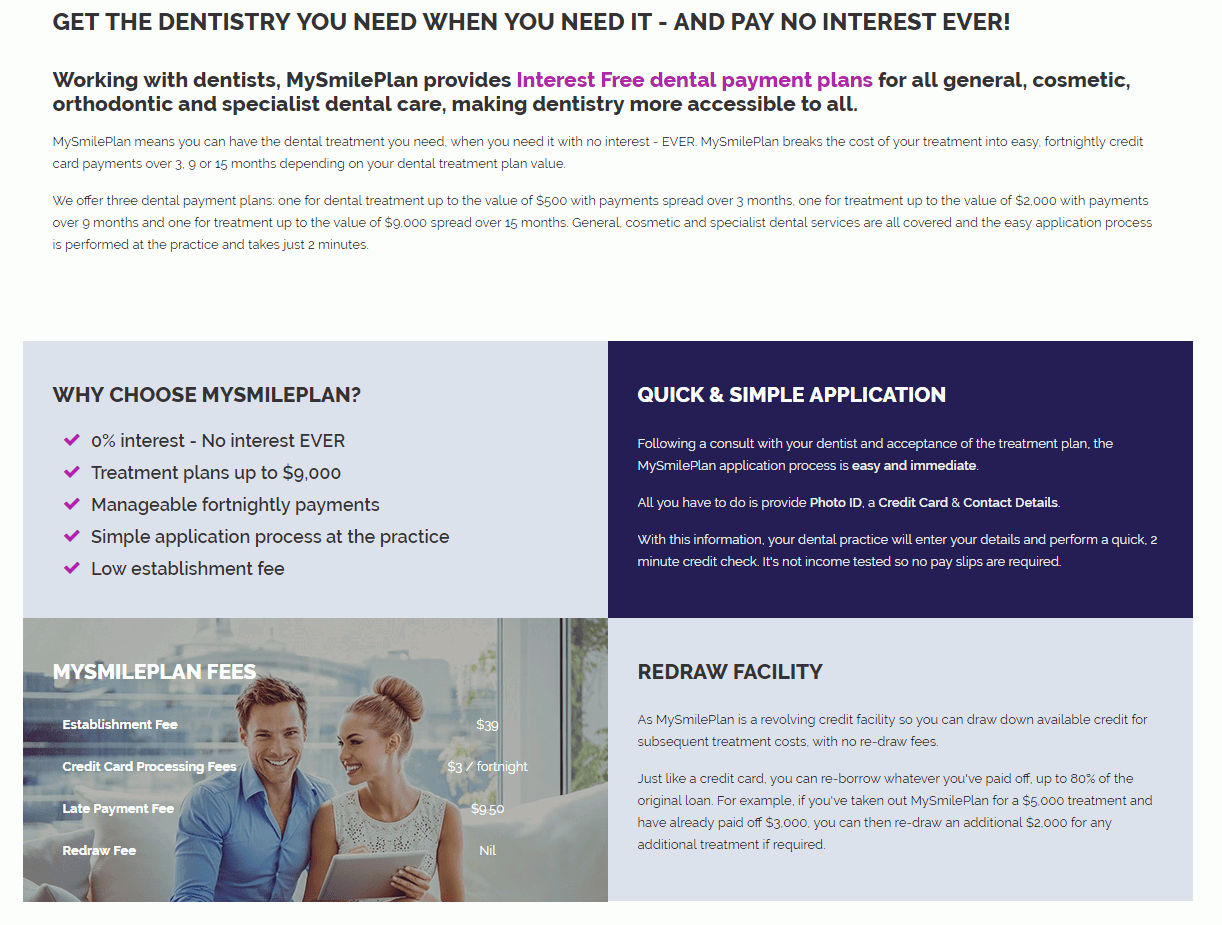 GET THE DENTISTRY YOU NEED WHEN YOU NEED IT - AND PAY NO INTEREST EVER!
Working with dentists, MySmilePlan provides Interest Free dental payment plans for all general, cosmetic,
orthodontic and specialist dental care, making dentistry more accessible to all.
MySmilePlan means you can have the dental treatment you need, when you need it with no interest - EVER. MySmilePlan breaks the cost of your treatment into easy, fortnightly credit
card payments over 3, 9 or 15 months depending on your dental treatment plan value.
We offer three dental payment plans: one for dental treatment up to the value of $500 with payments spread over 3 months, one for treatment up to the value of $2,000 with payments
over 9 months and one for treatment up to the value of $9,000 spread over 15 months. General, cosmetic and specialist dental services are all covered and the easy application process
is performed at the practice and takes just 2 minutes.
WHY CHOOSE MYSMILEPLAN?
0% interest - No interest EVER
Treatment plans up to $9,000
Manageable fortnightly payments
Simple application process at the practice
Low establishment fee
QUICK & SIMPLE APPLICATION
Following a consult with your dentist and acceptance of the treatment plan, the
MySmilePlan application process is easy and immediate.
All you have to do is provide Photo ID, a Credit Card & Contact Details.
With this information, your dental practice will enter your details and perform a quick, 2
minute credit check. It's not income tested so no pay slips are required.
MYSMILEPLAN FEES
Establishment Fee $39
Credit Card Processing Fees $3 / fortnight
Late Payment Fee $9.50
Redraw Fee Nil
REDRAW FACILITY
As MySmilePlan is a revolving credit facility so you can draw down available credit for
subsequent treatment costs, with no re-draw fees.
Just like a credit card, you can re-borrow whatever you've paid off, up to 80% of the
original loan. For example, if you've taken out MySmilePlan for a $5,000 treatment and
have already paid off $3,000, you can then re-draw an additional $2,000 for any
additional treatment if required.